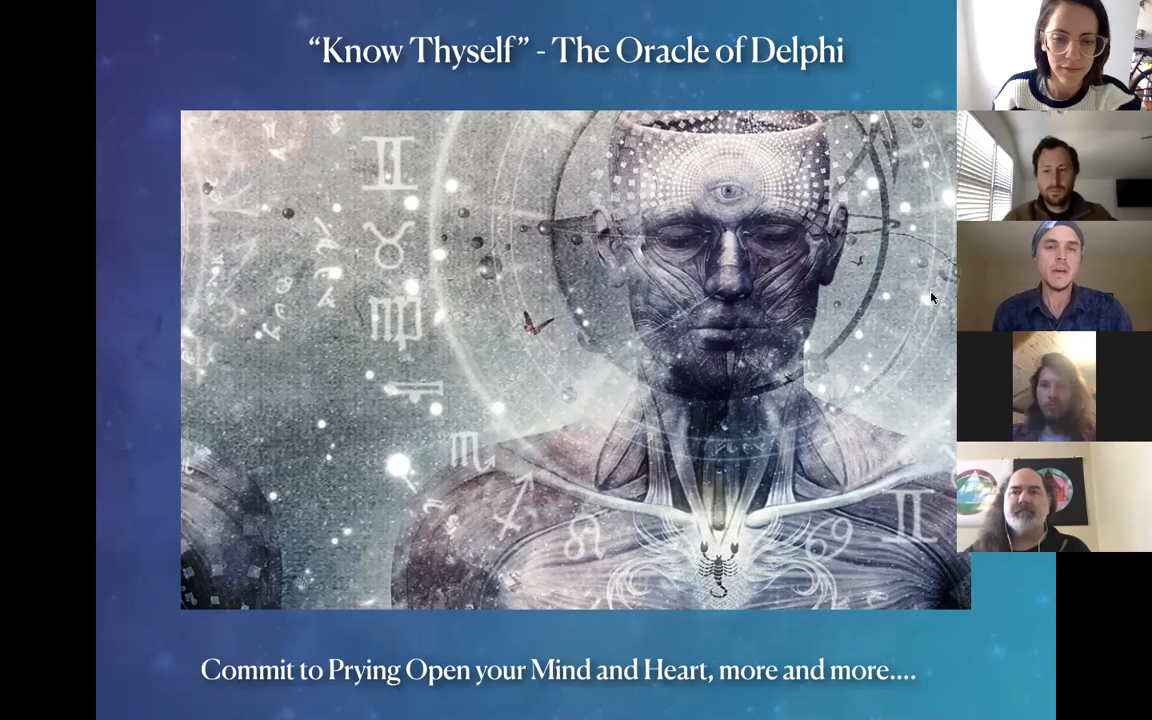 “Know Thyself” - The Oracle of Delphi
Commit to Prying Open your Mind and Heart, more and more....